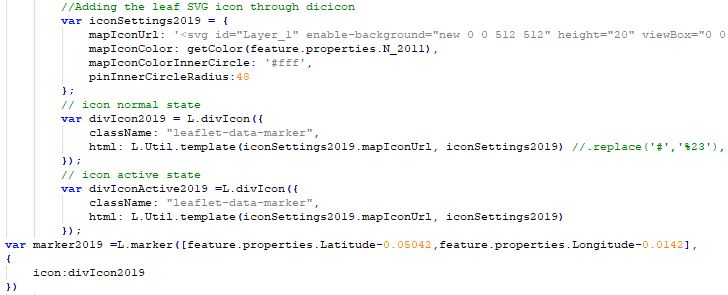 //Adding the leaf SVG icon through dicicon
var iconSettings2019 = {
mapIconUrl: '<svg id="Layer_1" enable-background="new 0 0 512 512" height="20" viewBox="0 0
mapIconColor: getColor(feature.properties.N_2011),
mapIconColorInnerCircle: '#fff',
pinInnerCircleRadius:48
};
// icon normal state
var divIcon2019 = L.divIcon({
className: "leaflet-data-marker",
html: L.Util.template(iconSettings2019.mapIconUrl, iconSettings2019) //.replace('#','%23'),
});
// icon active state
var divIconActive2019 =L.divIcon({
className: "leaflet-data-marker",
html: L.Util.template(iconSettings2019.mapIconUrl, iconSettings2019)
});
var marker2019 =L.marker([feature.properties.Latitude-0.05042,feature.properties.Longitude-0.0142],
{
icon:divIcon2019
})